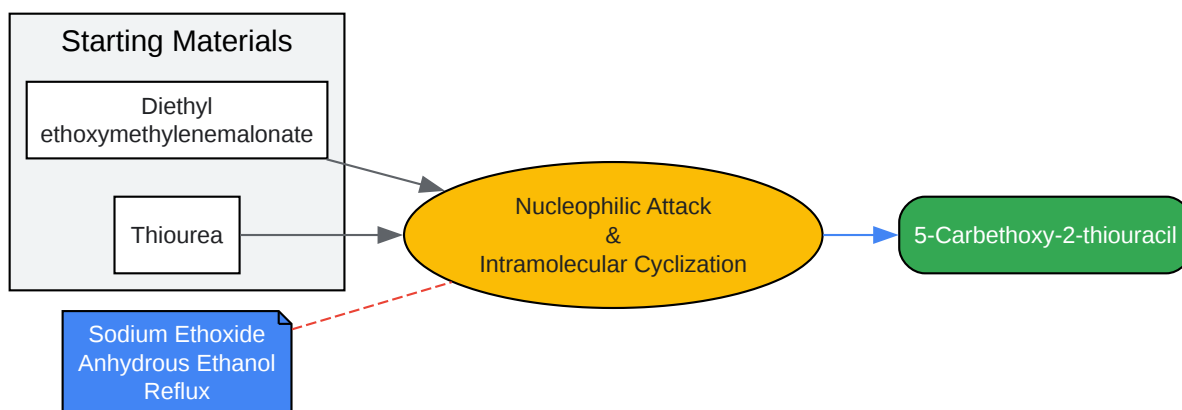 Starting Materials
Diethyl
ethoxymethylenemalonate
Thiourea
Sodium Ethoxide
Anhydrous Ethanol
Reflux
Nucleophilic Attack
&
Intramolecular Cyclization
5-Carbethoxy-2-thiouracil